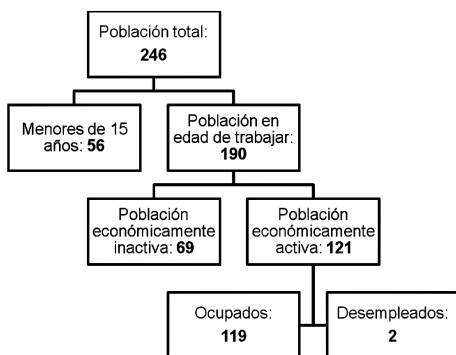 Población total:
246
Menores de 15
años: 56
Población en
edad de trabajar:
190
Población
económicamente
inactiva: 69
Población
económicamente
activa: 121
Ocupados:
119
Desempleados:
2